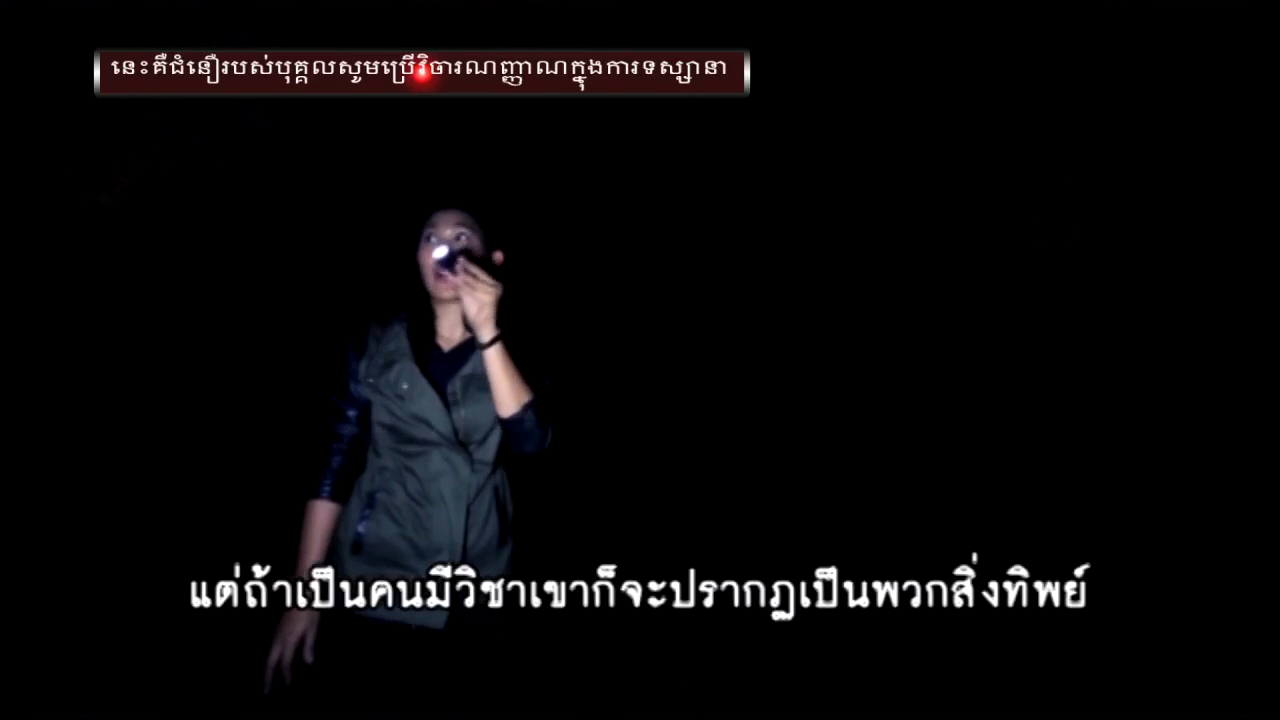 នេះគឺជំនឿរបស់បុគ្គលសូមប្រើវិចារណញ្ញាណក្នុងការទស្សានា
แต่ถ้าเป็นคนมีวิชาเขาก็จะปรากฏเป็นพวกสิ่งทิพย์